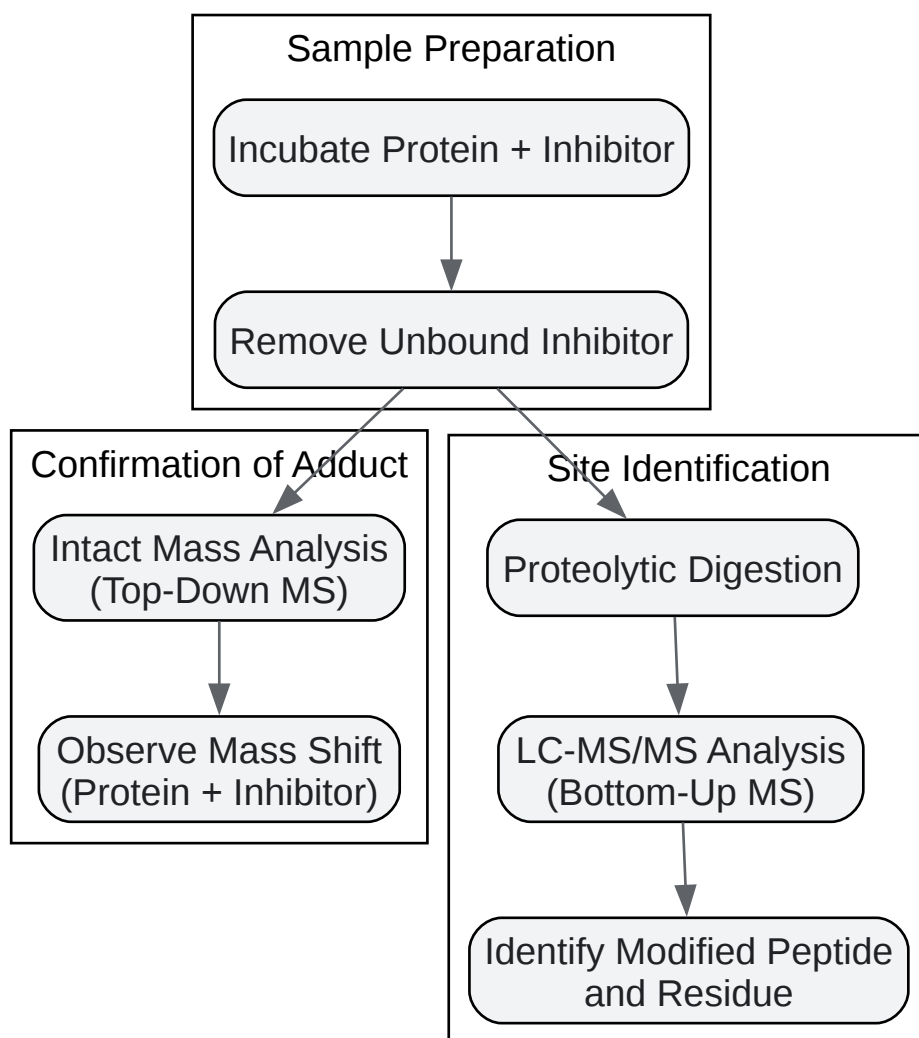 Sample Preparation
Incubate Protein + Inhibitor
Remove Unbound Inhibitor
Confirmation of Adduct
Intact Mass Analysis
(Top-Down MS)
Observe Mass Shift
(Protein + Inhibitor)
Site Identification
Proteolytic Digestion
LC-MS/MS Analysis
(Bottom-Up MS)
Identify Modified Peptide
and Residue